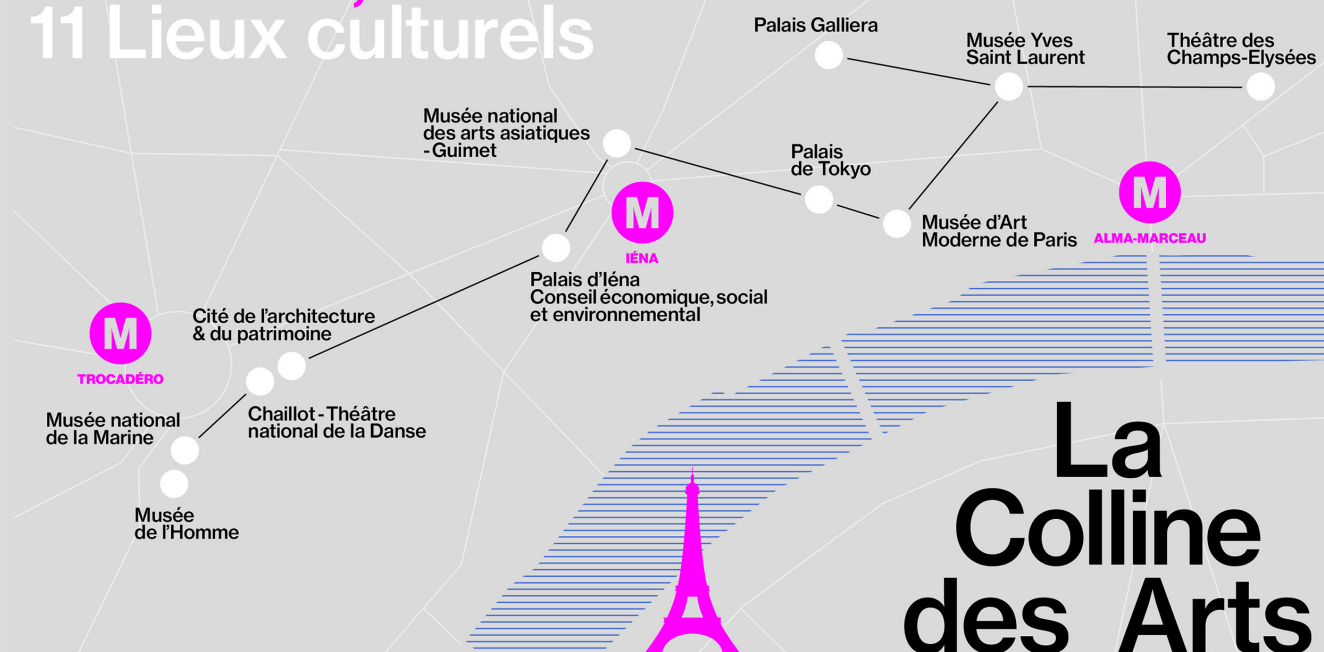 11 Lieux culturels
Palais Galliera
Musée Yves
Saint Laurent
Théâtre des
Champs-Elysées
Musée national
des arts asiatiques
- Guimet
Palais
de Tokyo
M
IÉNA
Musée d'Art
Moderne de Paris
M
ALMA-MARCEAU
Palais d'Iéna
Conseil économique, social
et environnemental
M
TROCADÉRO
Cité de l'architecture
& du patrimoine
Chaillot - Théâtre
national de la Danse
Musée national
de la Marine
Musée
de l'Homme
La
Colline
des Arts